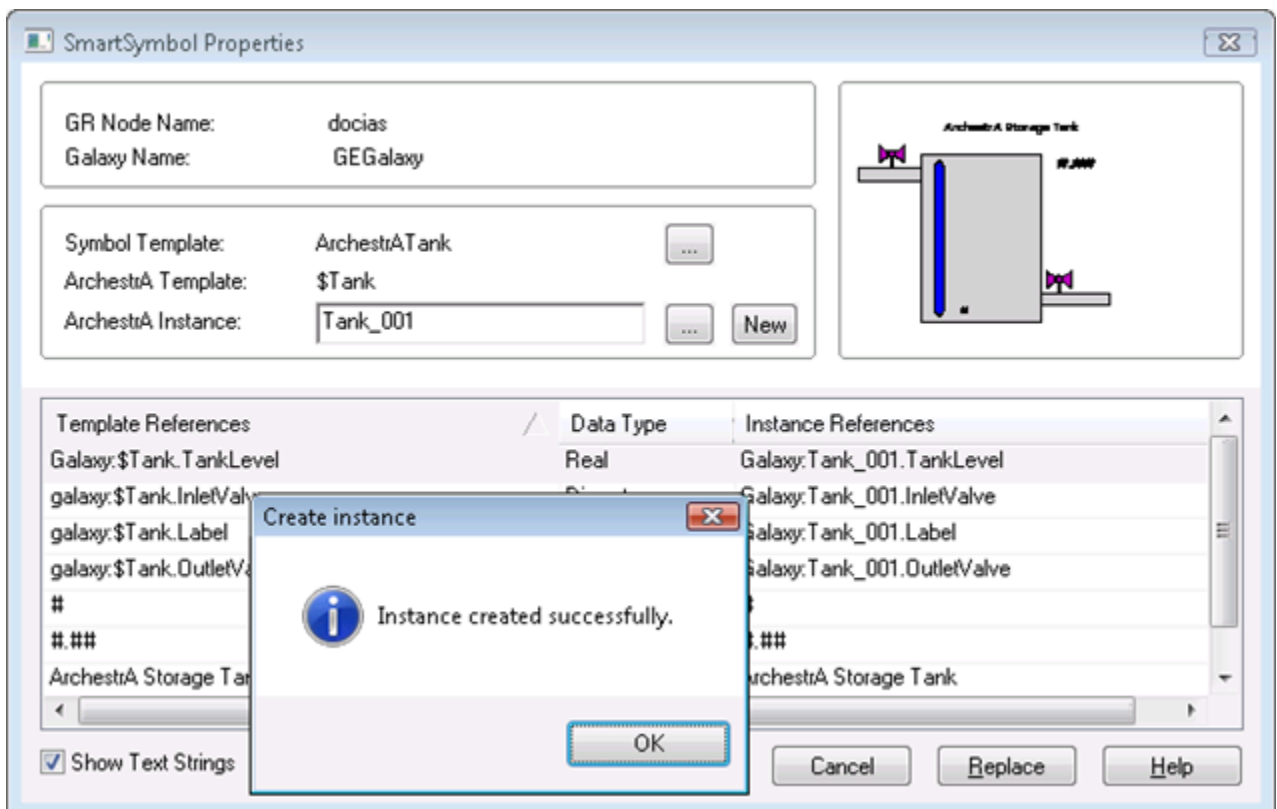 SmartSymbol Properties
GR Node Name: docias
Galaxy Name: GEGalaxy
ArchestrA Storage Tank
#.###
Symbol Template: ArchestrATank ...
ArchestrA Template: $Tank
ArchestrA Instance: Tank_001 ... New
#
Template References Data Type Instance References
Galaxy:$Tank.TankLevel Real Galaxy:Tank_001.TankLevel
galaxy:$Tank.InletValve Galaxy:Tank_001.InletValve
galaxy:$Tank.Label Galaxy:Tank_001.Label
galaxy:$Tank.OutletVa Galaxy:Tank_001.OutletValve
# #
#.## #.##
ArchestrA Storage Tan ArchestrA Storage Tank
Create instance
Instance created successfully.
OK
Show Text Strings Cancel Replace Help